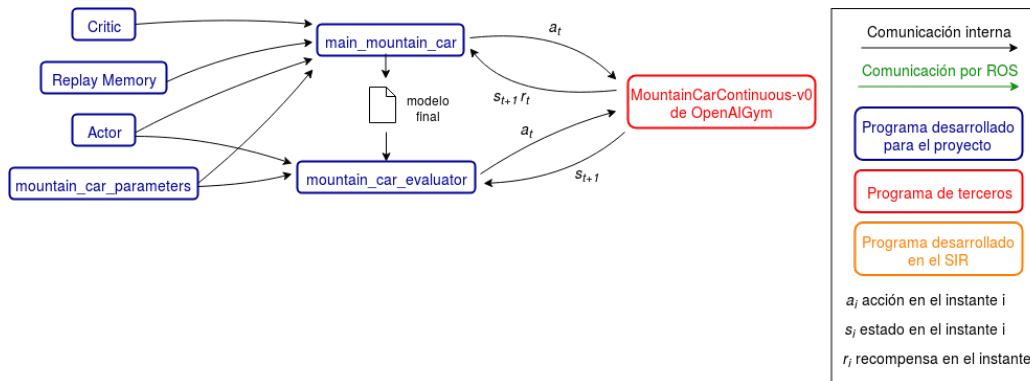 Critic
Replay Memory
Actor
mountain_car_parameters
main_mountain_car
modelo
final
mountain_car_evaluator
a_t
s_{t+1} r_t
a_t
s_{t+1}
MountainCarContinuous-v0
de OpenAIGym
Comunicación interna
Comunicación por ROS
Programa desarrollado
para el proyecto
Programa de terceros
Programa desarrollado
en el SIR
a_i acción en el instante i
s_i estado en el instante i
r_i recompensa en el instante